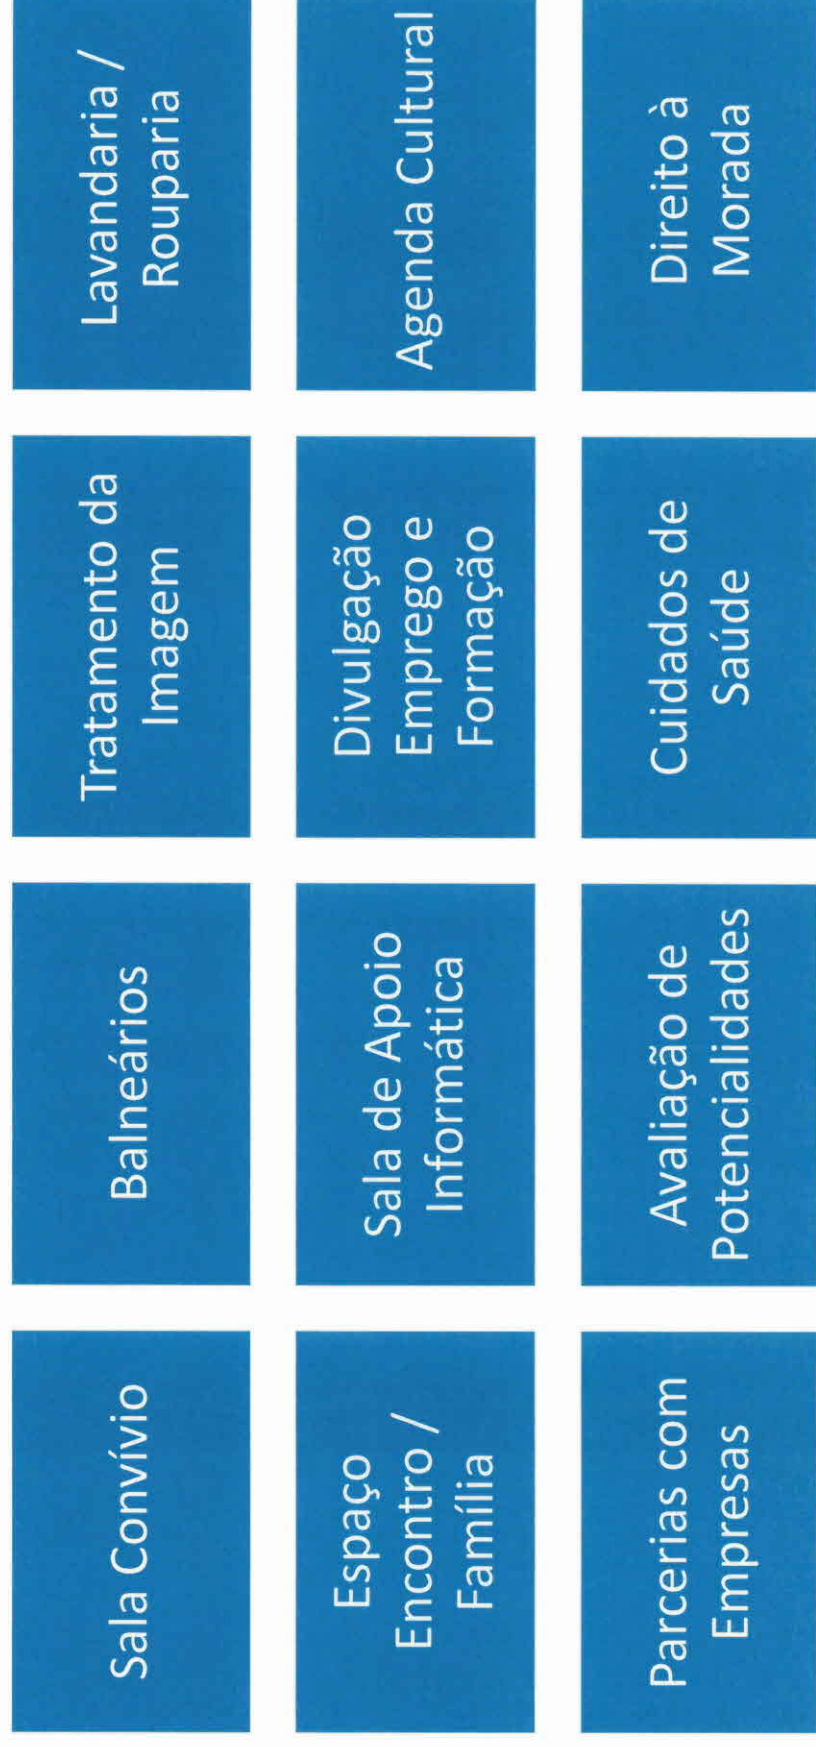 Sala Convívio
Balneários
Tratamento da
Imagem
Lavandaria /
Rouparia
Espaço
Encontro /
Família
Sala de Apoio
Informática
Divulgação
Emprego e
Formação
Agenda Cultural
Parcerias com
Empresas
Avaliação de
Potencialidades
Cuidados de
Saúde
Direito à
Morada